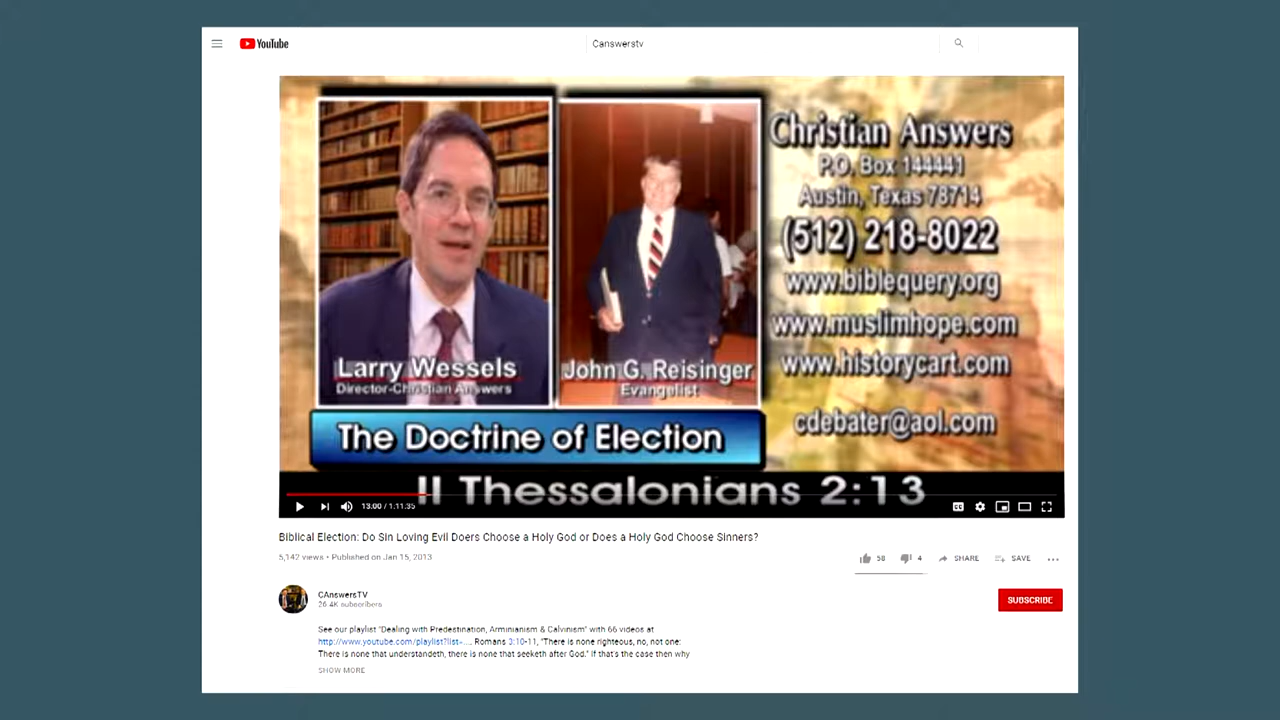 YouTube
Canswerstv
Christian Answers
P.O. Box 144441
Austin, Texas 78714
(512) 218-8022
www.biblequery.org
www.muslimhope.com
www.historycart.com
cdebater@aol.com
Larry Wessels
Director-Christian Answers
John G. Reisinger
Evangelist
The Doctrine of Election
II Thessalonians 2:13
13:00 / 1:11:35
Biblical Election: Do Sin Loving Evil Doers Choose a Holy God or Does a Holy God Choose Sinners?
5,142 views • Published on Jan 15, 2013
58
4
SHARE
SAVE
CAnswersTV
26.4K subscribers
SUBSCRIBE
See our playlist "Dealing with Predestination, Arminianism & Calvinism" with 66 videos at
http://www.youtube.com/playlist?list=.... Romans 3:10-11, "There is none righteous, no, not one:
There is none that understandeth, there is none that seeketh after God." If that's the case then why
SHOW MORE